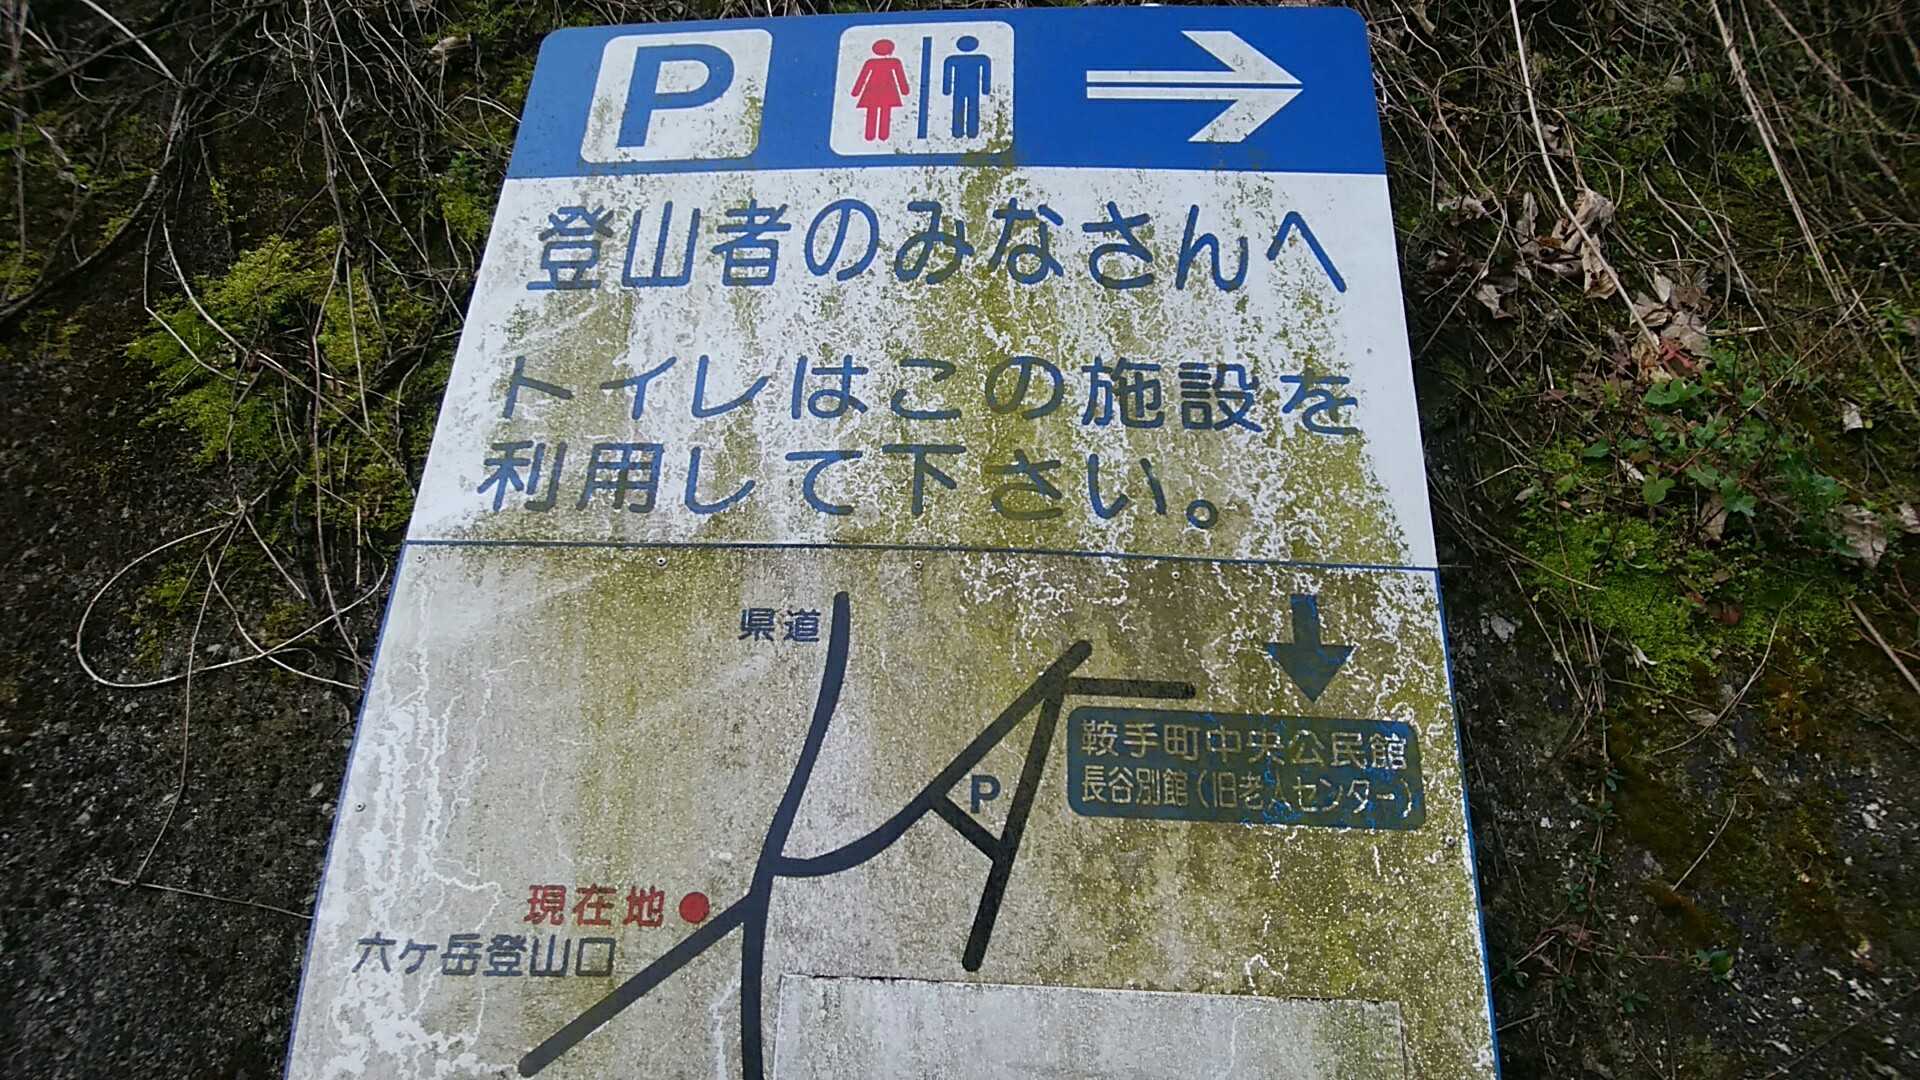 P
登山者のみなさんへ
トイレはこの施設を
利用して下さい。
県道
鞍手町中央公民館
長谷別館(旧老人センター)
P
現在地
六ヶ岳登山口